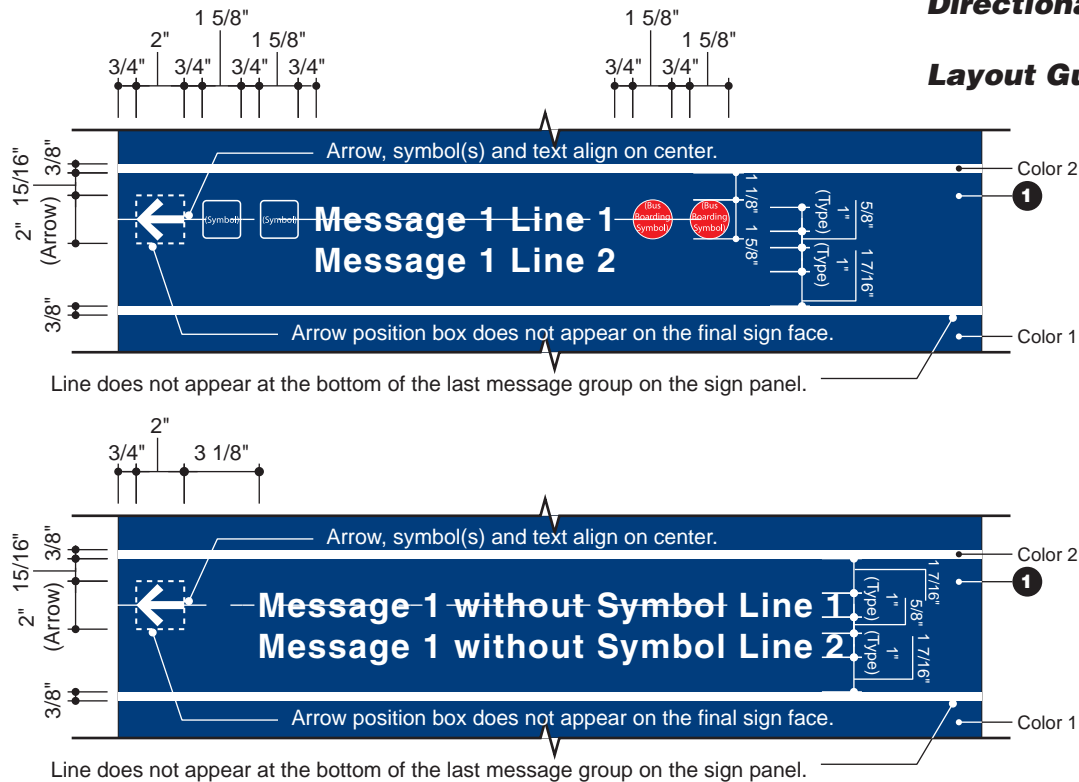 Directiona
Layout Gu
1 5/8"
2" 1 5/8"
3/4" 3/4" 3/4" 3/4"
1 5/8"
1 5/8"
3/4" 3/4"
Arrow, symbol(s) and text align on center.
Color 2
1
3/8"
15/16"
2"
(Arrow)
3/8"
(Symbol) (Symbol)
Message 1 Line 1
Message 1 Line 2
(Bus
Boarding
Symbol)
(Bus
Boarding
Symbol)
1 1/8"
1 5/8"
(Type)
1"
5/8"
(Type)
1"
1 7/16"
Arrow position box does not appear on the final sign face.
Color 1
Line does not appear at the bottom of the last message group on the sign panel.
2"
3/4" 3 1/8"
Arrow, symbol(s) and text align on center.
Color 2
1
3/8"
15/16"
2"
(Arrow)
3/8"
Message 1 without Symbol Line 1
Message 1 without Symbol Line 2
1 7/16"
(Type)
1"
5/8"
(Type)
1"
1 7/16"
Arrow position box does not appear on the final sign face.
Color 1
Line does not appear at the bottom of the last message group on the sign panel.